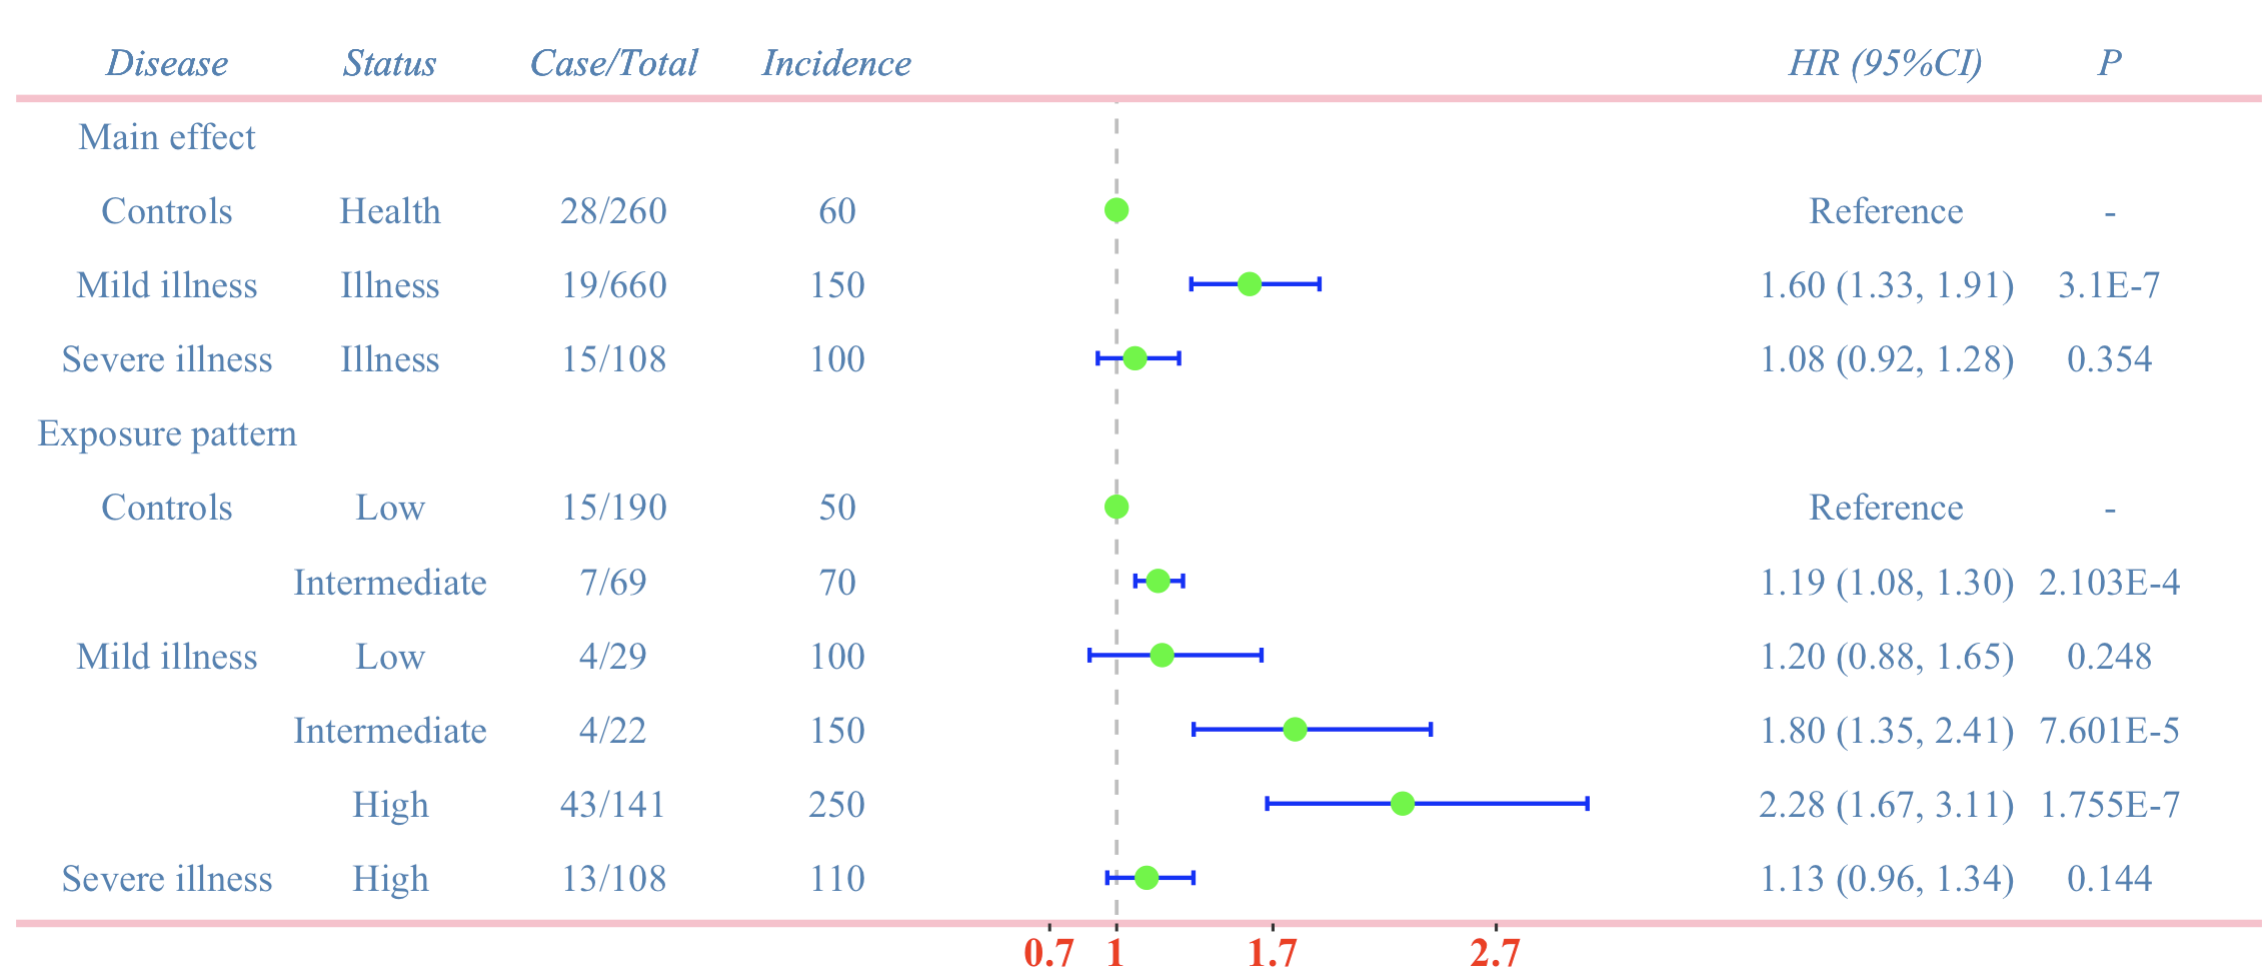 Disease Status Case/Total Incidence HR (95%CI) P
Main effect
Controls Health 28/260 60 Reference -
Mild illness Illness 19/660 150 1.60 (1.33, 1.91) 3.1E-7
Severe illness Illness 15/108 100 1.08 (0.92, 1.28) 0.354
Exposure pattern
Controls Low 15/190 50 Reference -
Intermediate 7/69 70 1.19 (1.08, 1.30) 2.103E-4
Mild illness Low 4/29 100 1.20 (0.88, 1.65) 0.248
Intermediate 4/22 150 1.80 (1.35, 2.41) 7.601E-5
High 43/141 250 2.28 (1.67, 3.11) 1.755E-7
Severe illness High 13/108 110 1.13 (0.96, 1.34) 0.144
0.7 1 1.7 2.7